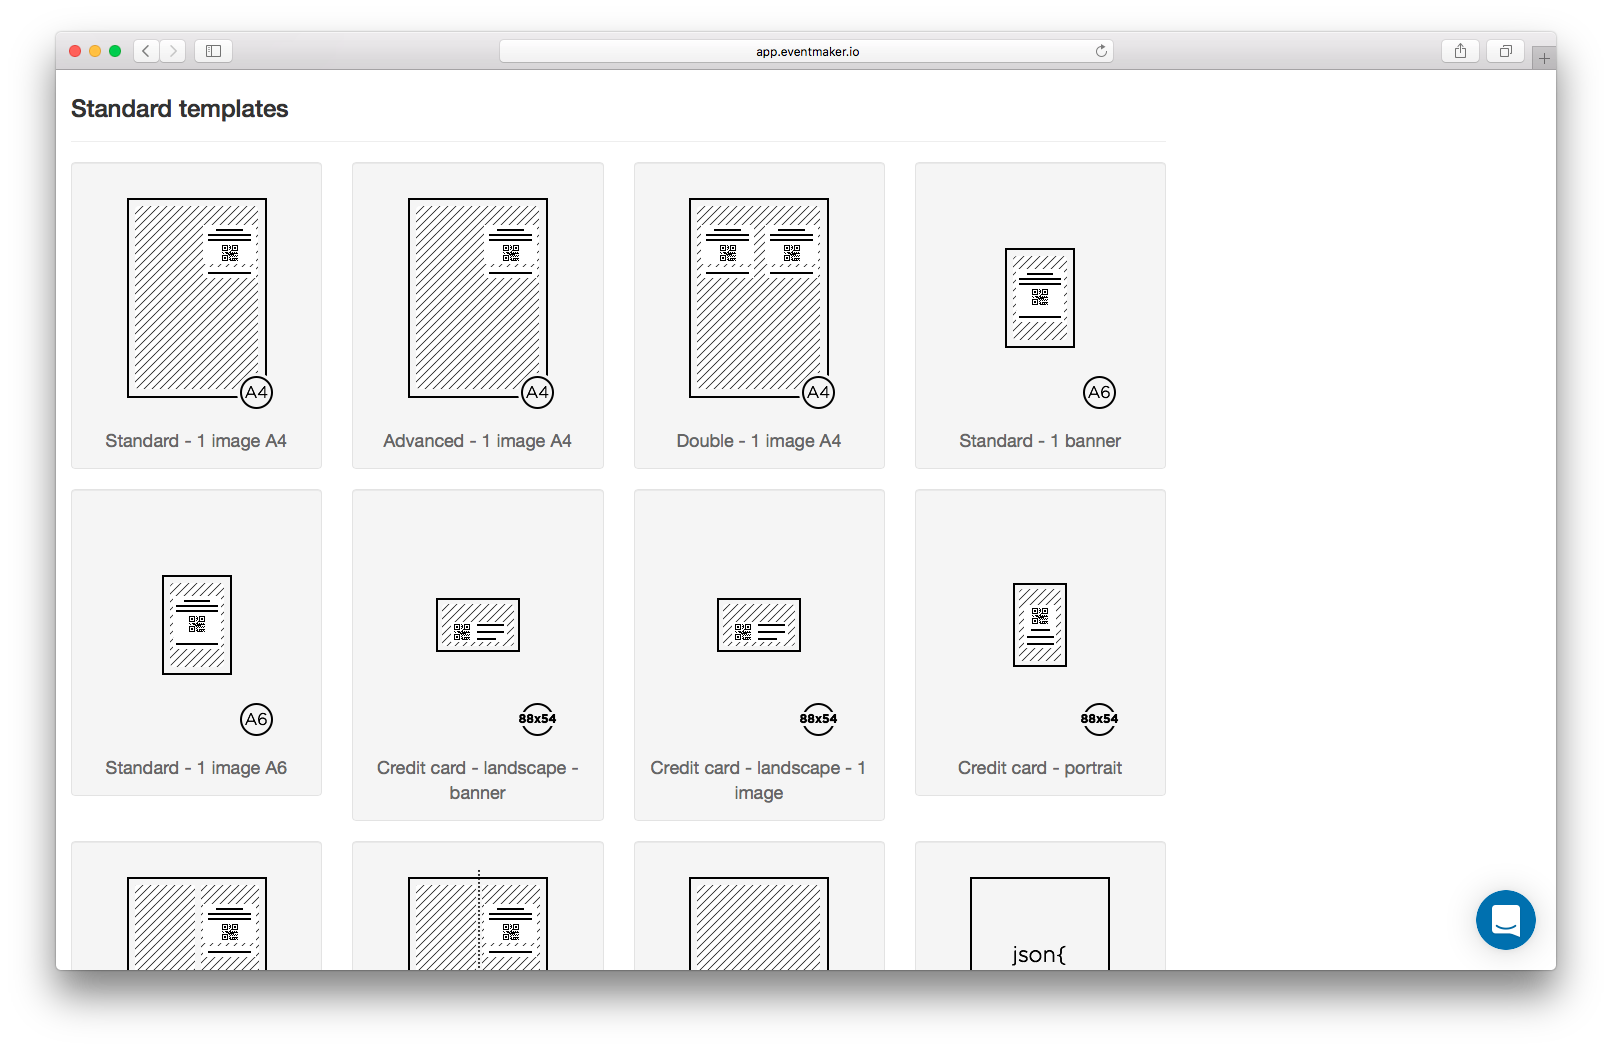 app.eventmaker.io
Standard templates
A4
A4
A4
A6
Standard - 1 image A4
Advanced - 1 image A4
Double - 1 image A4
Standard - 1 banner
A6
88x54
88x54
88x54
Standard - 1 image A6
Credit card - landscape -
banner
Credit card - landscape - 1
image
Credit card - portrait
json{